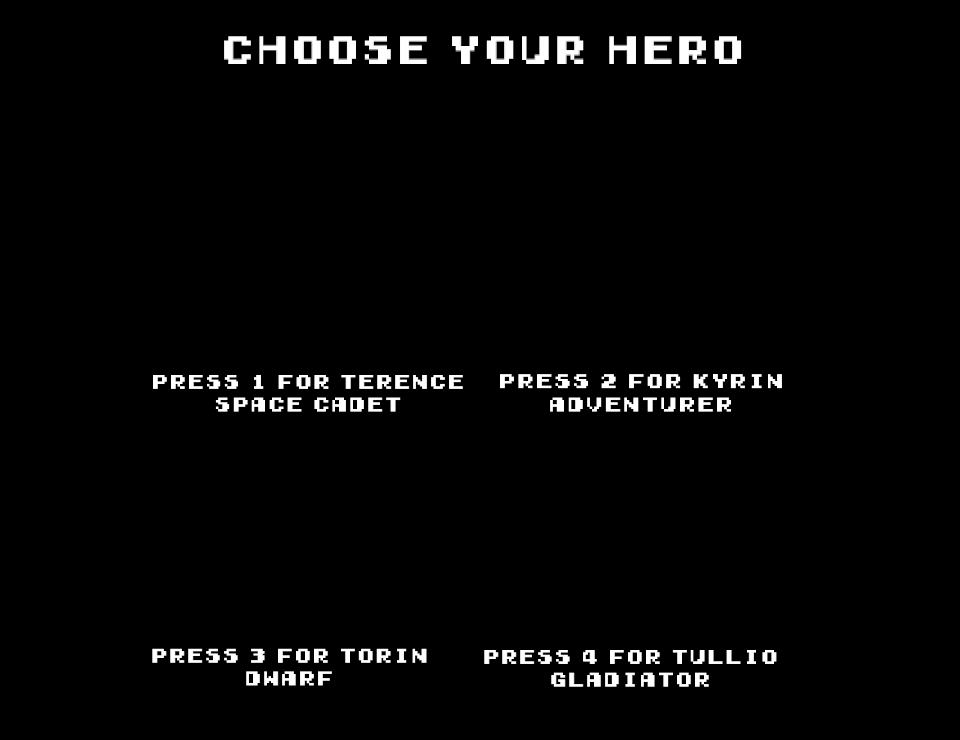 CHOOSE YOUR HERO
PRESS 1 FOR TERENCE
SPACE CADET
PRESS 2 FOR KYRIN
ADVENTURER
PRESS 3 FOR TORIN
DWARF
PRESS 4 FOR TULLIO
GLADIATOR